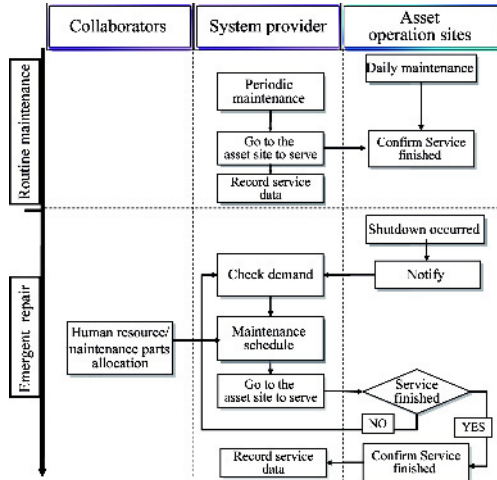 Collaborators
System provider
Asset
operation sites
Routine maintenance
Periodic
maintenance
Daily maintenance
Go to the
asset site to serve
Confirm Service
finished
Record service
data
Emergent repair
Shutdown occurred
Check demand
Notify
Human resource/
maintenance parts
allocation
Maintenance
schedule
Go to the
asset site to serve
Service
finished
NO
YES
Record service
data
Confirm Service
finished